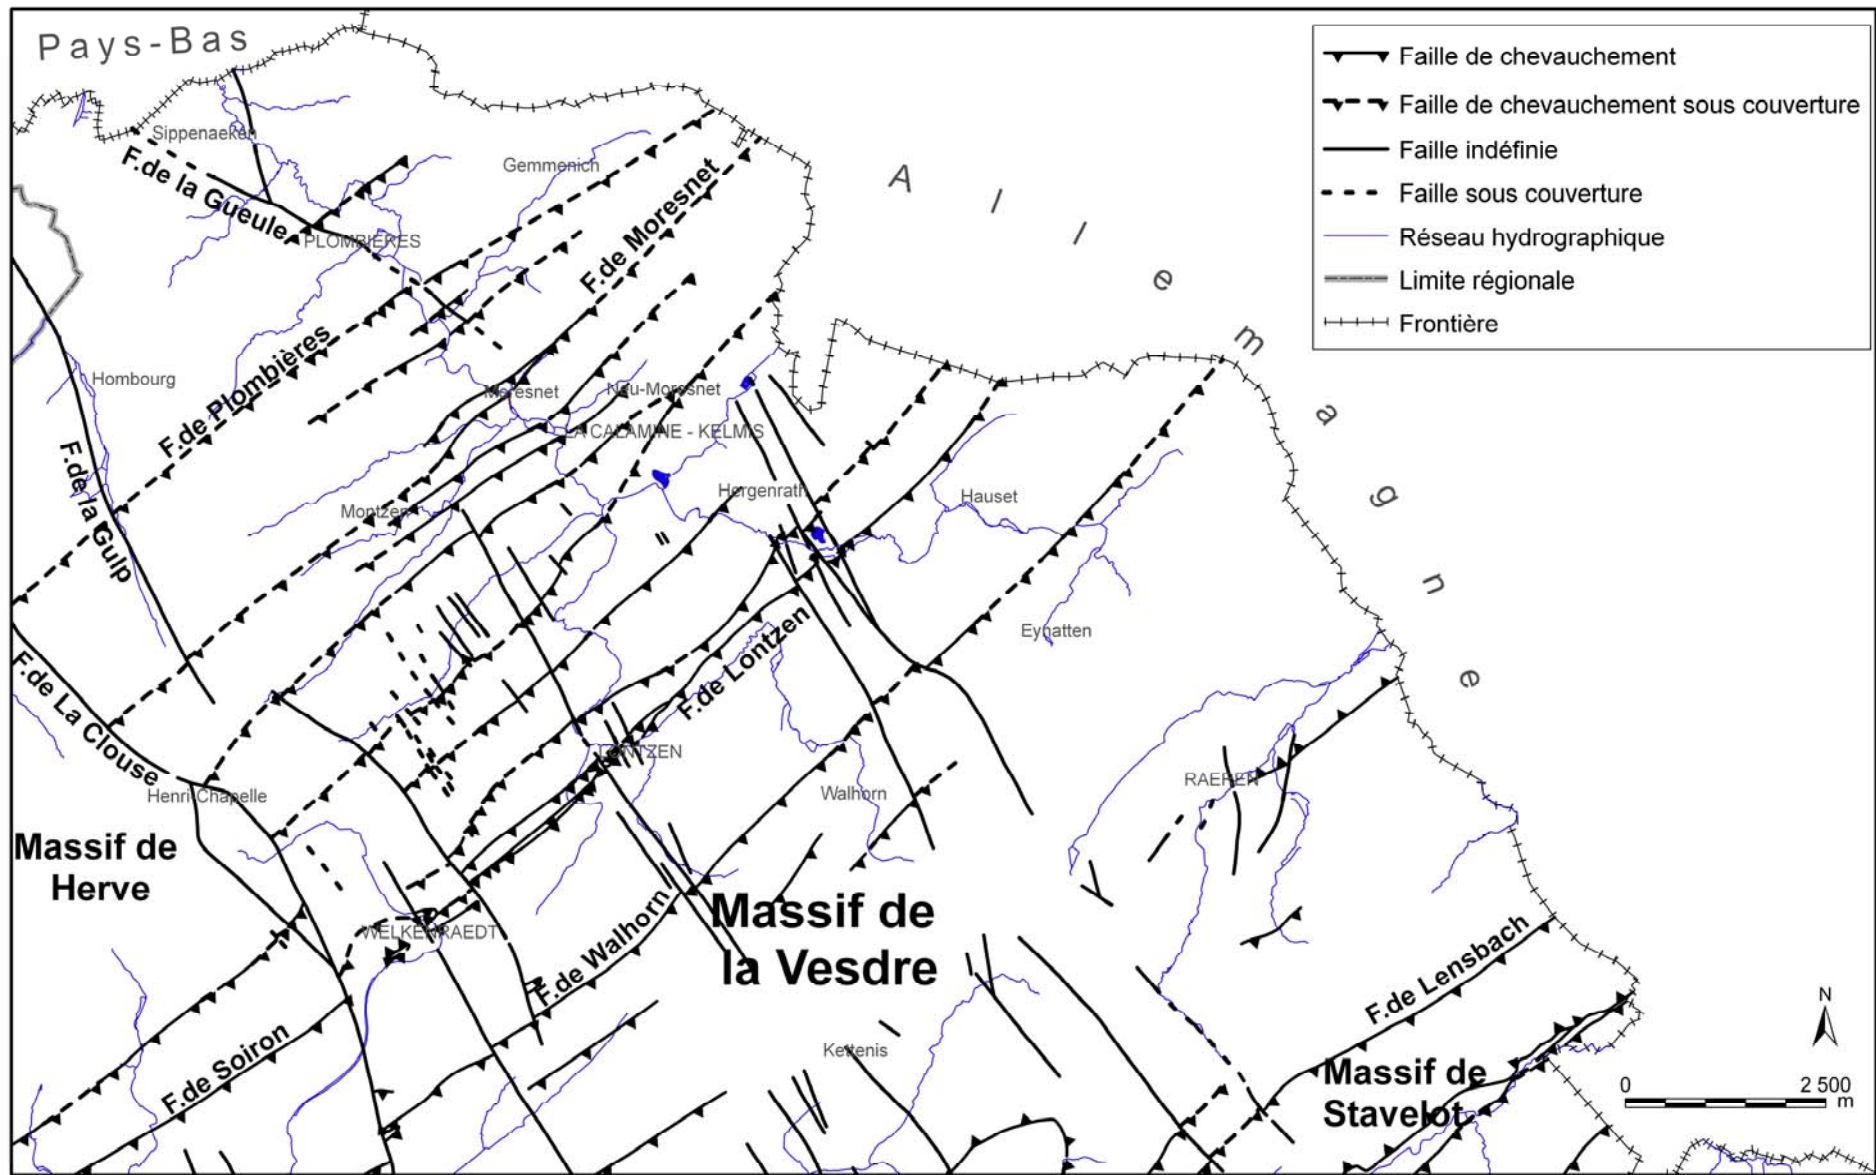 Pays-Bas
Faille de chevauchement
Faille de chevauchement sous couverture
Faille indéfinie
Faille sous couverture
Réseau hydrographique
Limite régionale
Frontière
Sippenaeken
F.de la Gueule
PLOMBIERES
Gemmenich
F.de Moresnet
Allemagne
F.de Plombières
Hombourg
F.de la Gulp
Moresnet
Neu-Moresnet
LA CALAMINE - KELMIS
Montzen
Hergenrath
Hauset
Eynatten
F.de La Clouse
Henri-Chapelle
F.de Lontzen
LONTZEN
Walhorn
RAEREN
Massif de
Herve
WELKENRAEDT
F.de Walhorn
Massif de
la Vesdre
F.de Soiron
Kettenis
F.de Lensbach
Massif de
Stavelot
N
0 2 500
m